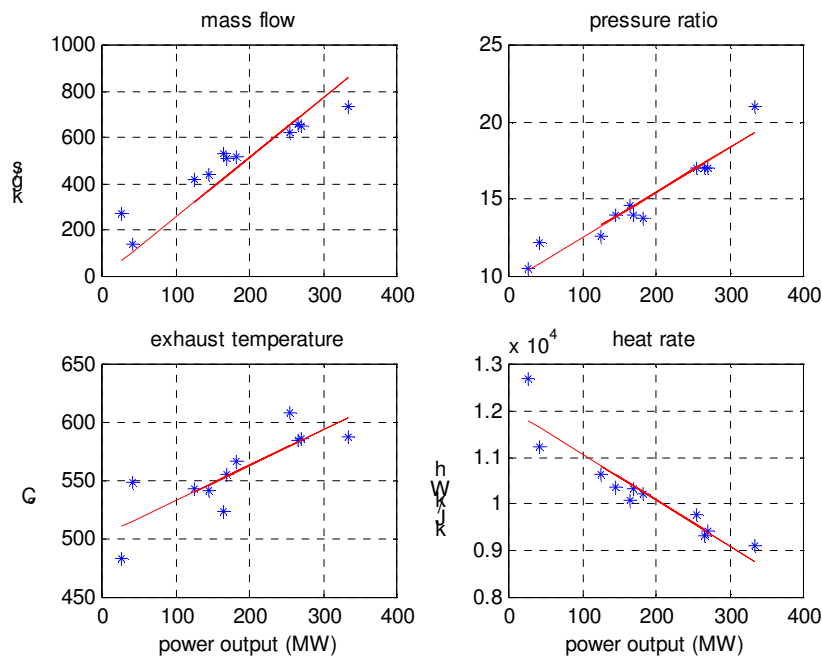 mass flow
1000
800
600
400
200
0
kg/s
0 100 200 300 400
pressure ratio
25
20
15
10
0 100 200 300 400
exhaust temperature
650
600
550
500
450
°C
0 100 200 300 400
power output (MW)
heat rate
x 10^4
1.3
1.2
1.1
1
0.9
0.8
kJ/kWh
0 100 200 300 400
power output (MW)